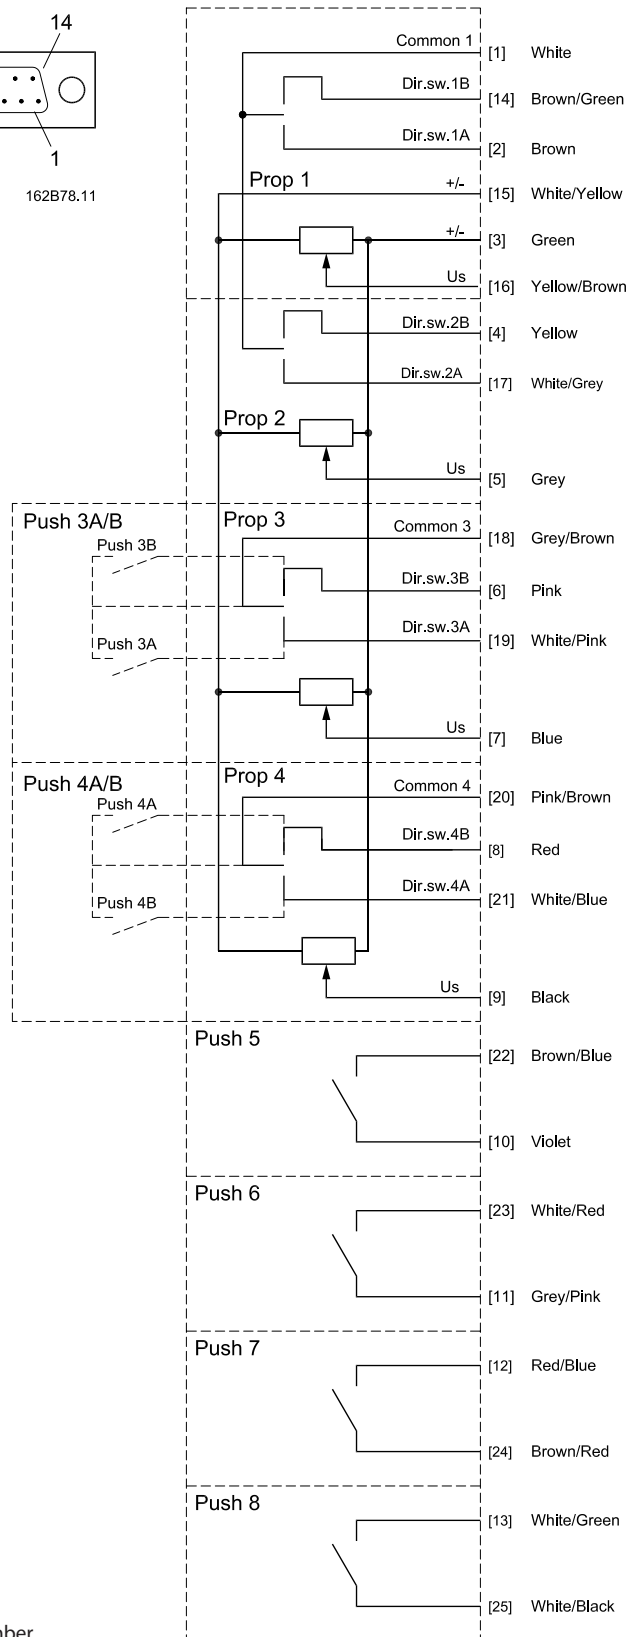 14
1
162B78.11
Common 1 [1] White
Dir.sw.1B [14] Brown/Green
Dir.sw.1A [2] Brown
Prop 1 +/- [15] White/Yellow
+/- [3] Green
Us [16] Yellow/Brown
Dir.sw.2B [4] Yellow
Dir.sw.2A [17] White/Grey
Prop 2
Us [5] Grey
Push 3A/B Prop 3 Common 3 [18] Grey/Brown
Push 3B
Dir.sw.3B [6] Pink
Dir.sw.3A [19] White/Pink
Push 3A
Us [7] Blue
Push 4A/B Prop 4 Common 4 [20] Pink/Brown
Push 4A
Dir.sw.4B [8] Red
Dir.sw.4A [21] White/Blue
Push 4B
Us [9] Black
Push 5
[22] Brown/Blue
[10] Violet
Push 6
[23] White/Red
[11] Grey/Pink
Push 7
[12] Red/Blue
[24] Brown/Red
Push 8
[13] White/Green
[25] White/Black